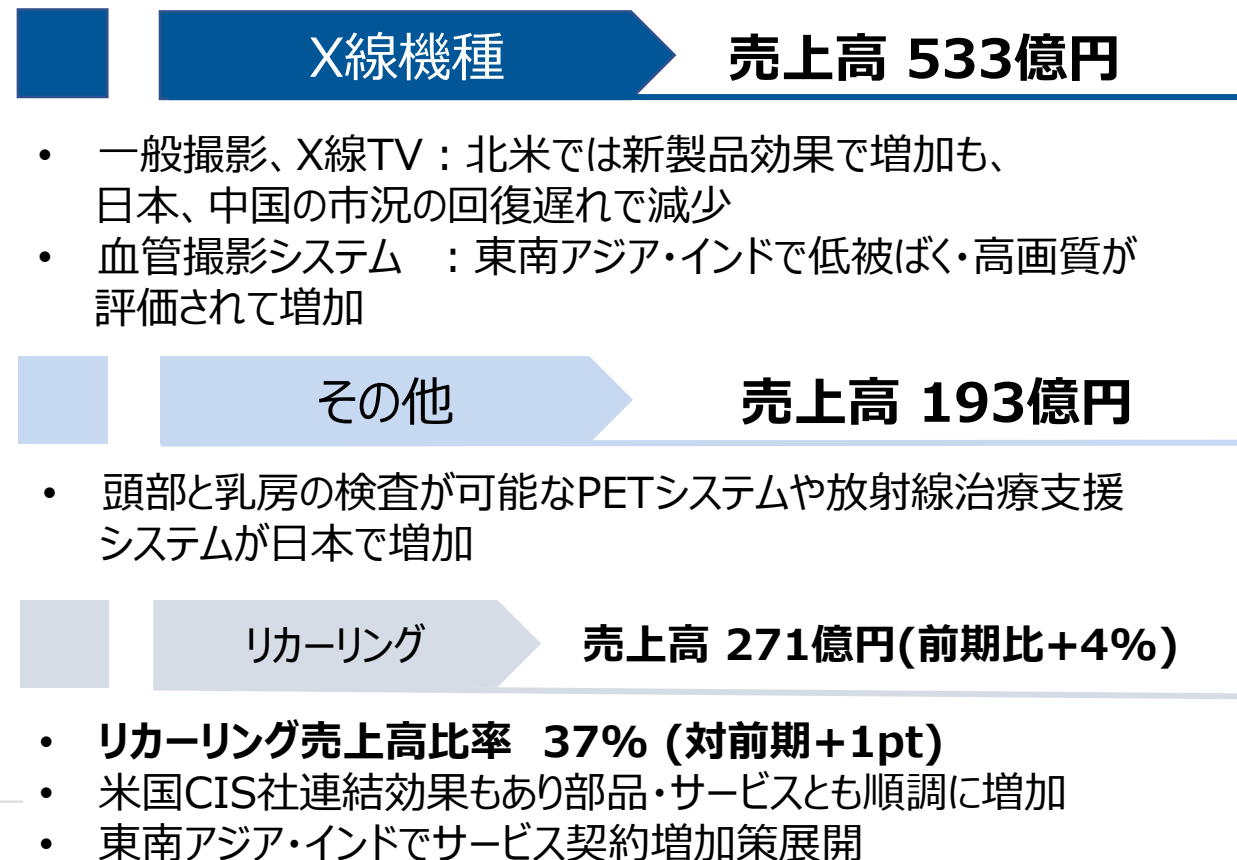 X線機種
売上高 533億円
• 一般撮影、X線TV：北米では新製品効果で増加も、
日本、中国の市況の回復遅れで減少
• 血管撮影システム ：東南アジア・インドで低被ばく・高画質が
評価されて増加
その他
売上高 193億円
• 頭部と乳房の検査が可能なPETシステムや放射線治療支援
システムが日本で増加
リカーリング
売上高 271億円(前期比+4%)
• リカーリング売上高比率 37% (対前期+1pt)
• 米国CIS社連結効果もあり部品・サービスとも順調に増加
• 東南アジア・インドでサービス契約増加策展開